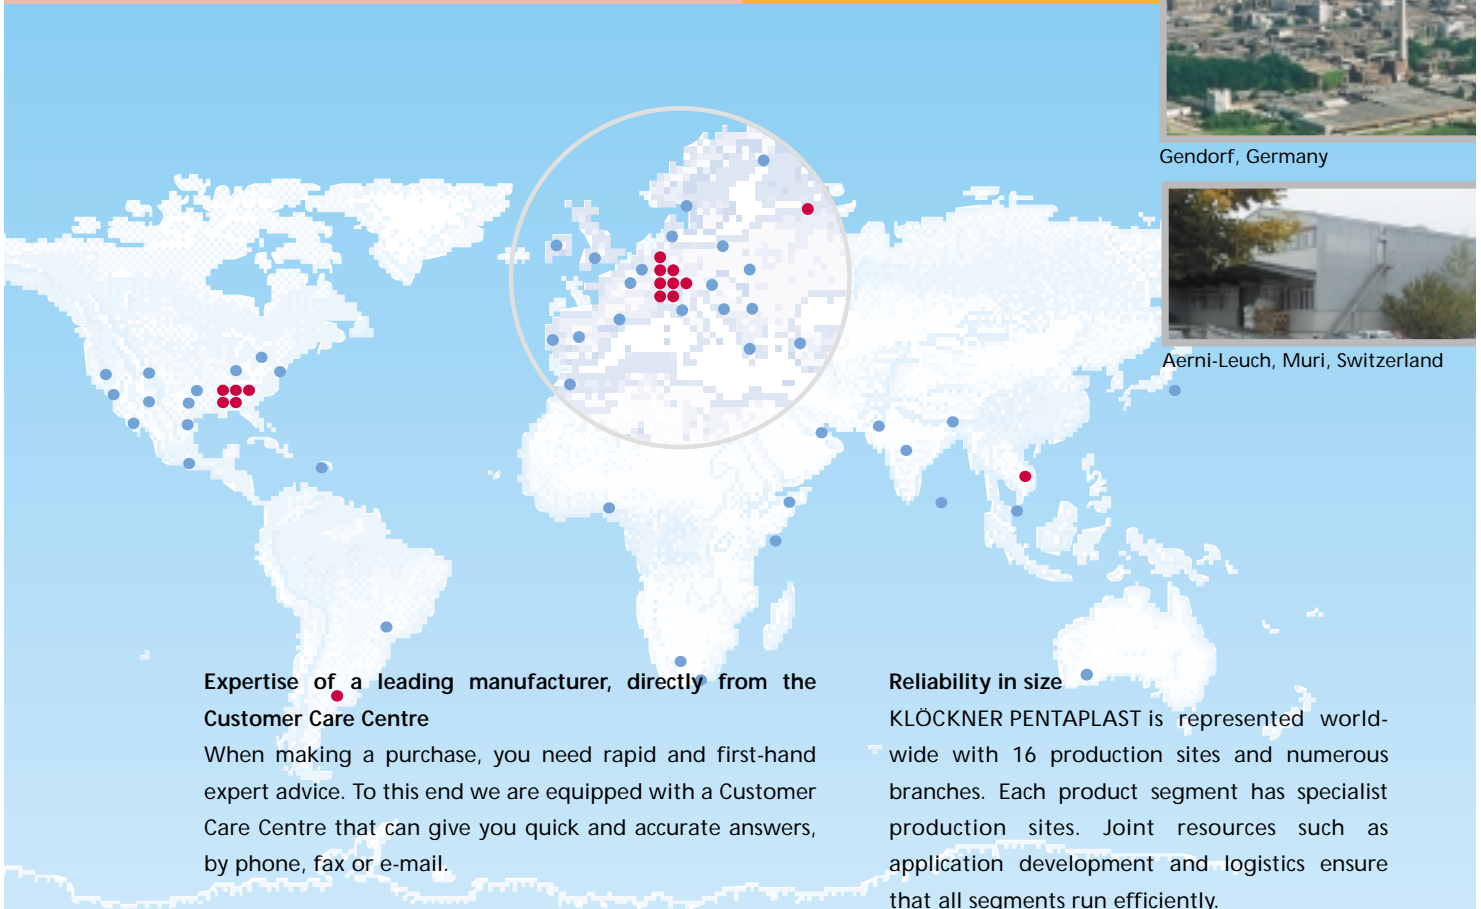 Gendorf, Germany
Aerni-Leuch, Muri, Switzerland
Expertise of a leading manufacturer, directly from the
Customer Care Centre
When making a purchase, you need rapid and first-hand
expert advice. To this end we are equipped with a Customer
Care Centre that can give you quick and accurate answers,
by phone, fax or e-mail.
Reliability in size
KLÖCKNER PENTAPLAST is represented world-
wide with 16 production sites and numerous
branches. Each product segment has specialist
production sites. Joint resources such as
application development and logistics ensure
that all segments run efficiently.